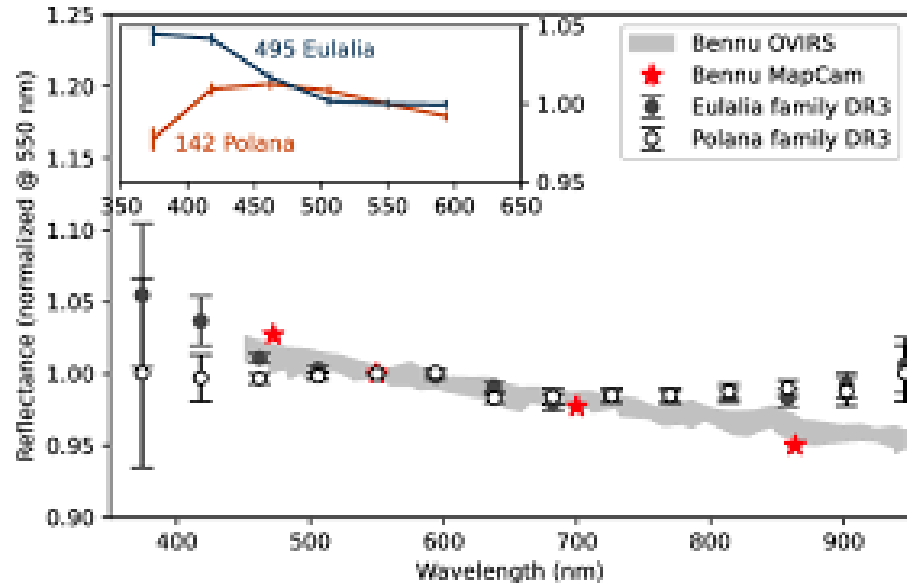 1.25
1.20
1.15
1.10
1.05
1.00
0.95
0.90
Reflectance (normalized @ 550 nm)
495 Eulalia
142 Polana
1.05
1.00
0.95
350 400 450 500 550 600 650
Bennu OVIRS
Bennu MapCam
Eulalia family DR3
Polana family DR3
400 500 600 700 800 900
Wavelength (nm)